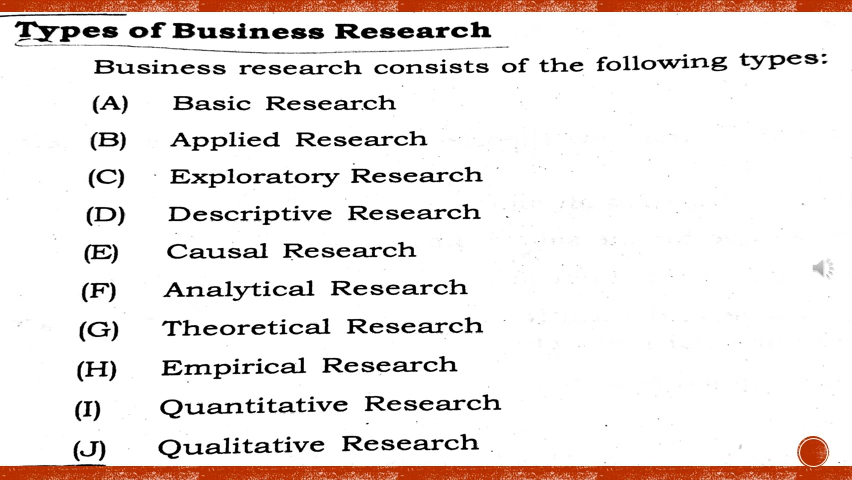 Types of Business Research
Business research consists of the following types:
(A) Basic Research
(B) Applied Research
(C) Exploratory Research
(D) Descriptive Research
(E) Causal Research
(F) Analytical Research
(G) Theoretical Research
(H) Empirical Research
(I) Quantitative Research
(J) Qualitative Research